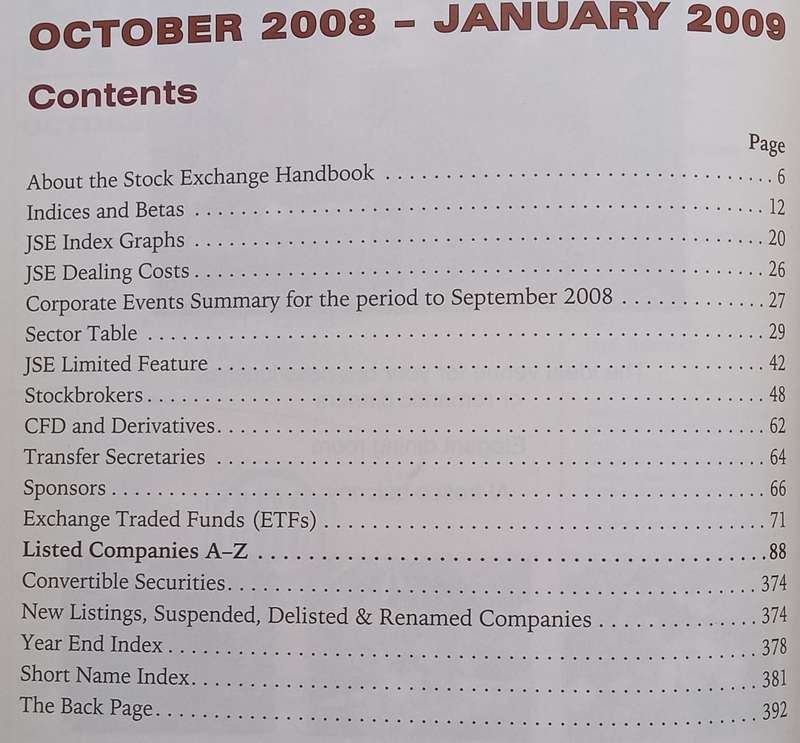 OCTOBER 2008 – JANUARY 2009
Contents
Page
About the Stock Exchange Handbook . . . . . . . . . . . . . . . . . . . . 6
Indices and Betas . . . . . . . . . . . . . . . . . . . . 12
JSE Index Graphs . . . . . . . . . . . . . . . . . . . . 20
JSE Dealing Costs . . . . . . . . . . . . . . . . . . . . 26
Corporate Events Summary for the period to September 2008 . . . . . . . . . . . . 27
Sector Table . . . . . . . . . . . . . . . . . . . . 29
JSE Limited Feature . . . . . . . . . . . . . . . . . . . . 42
Stockbrokers . . . . . . . . . . . . . . . . . . . . 48
CFD and Derivatives . . . . . . . . . . . . . . . . . . . . 62
Transfer Secretaries . . . . . . . . . . . . . . . . . . . . 64
Sponsors . . . . . . . . . . . . . . . . . . . . 66
Exchange Traded Funds (ETFs) . . . . . . . . . . . . . . . . . . . . 71
Listed Companies A–Z . . . . . . . . . . . . . . . . . . . . 88
Convertible Securities . . . . . . . . . . . . . . . . . . . . 374
New Listings, Suspended, Delisted & Renamed Companies . . . . . . . . . . . . 374
Year End Index . . . . . . . . . . . . . . . . . . . . 378
Short Name Index . . . . . . . . . . . . . . . . . . . . 381
The Back Page . . . . . . . . . . . . . . . . . . . . 392